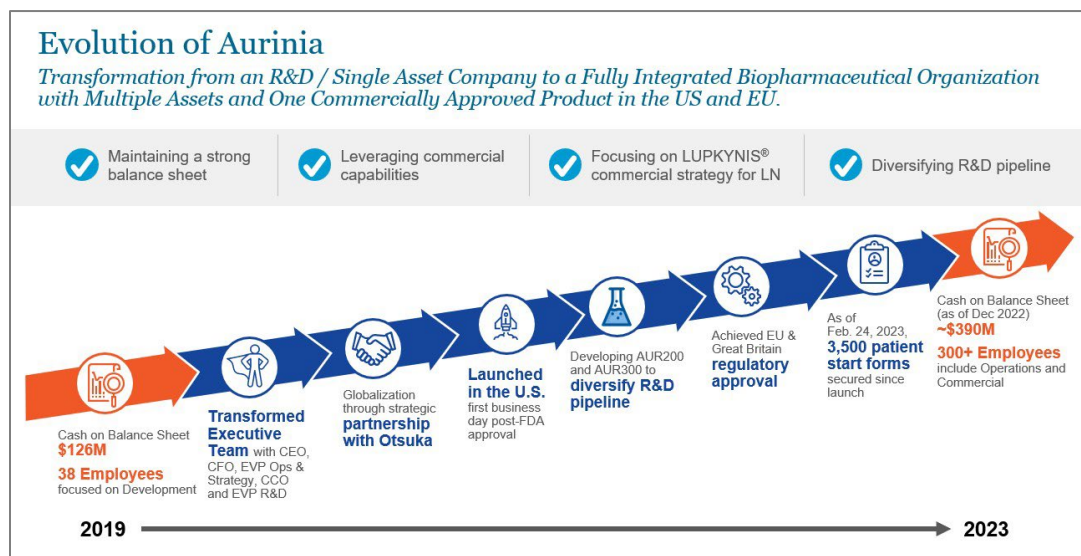 Evolution of Aurinia
Transformation from an R&D / Single Asset Company to a Fully Integrated Biopharmaceutical Organization
with Multiple Assets and One Commercially Approved Product in the US and EU.
Maintaining a strong
balance sheet
Leveraging commercial
capabilities
Focusing on LUPKYNIS®
commercial strategy for LN
Diversifying R&D pipeline
Cash on Balance Sheet
$126M
38 Employees
focused on Development
Transformed
Executive
Team with CEO,
CFO, EVP Ops &
Strategy, CCO
and EVP R&D
Globalization
through strategic
partnership
with Otsuka
Launched
in the U.S.
first business
day post-FDA
approval
Developing AUR200
and AUR300 to
diversify R&D
pipeline
Achieved EU &
Great Britain
regulatory
approval
As of
Feb. 24, 2023,
3,500 patient
start forms
secured since
launch
Cash on Balance Sheet
(as of Dec 2022)
~$390M
300+ Employees
include Operations and
Commercial
2019
2023